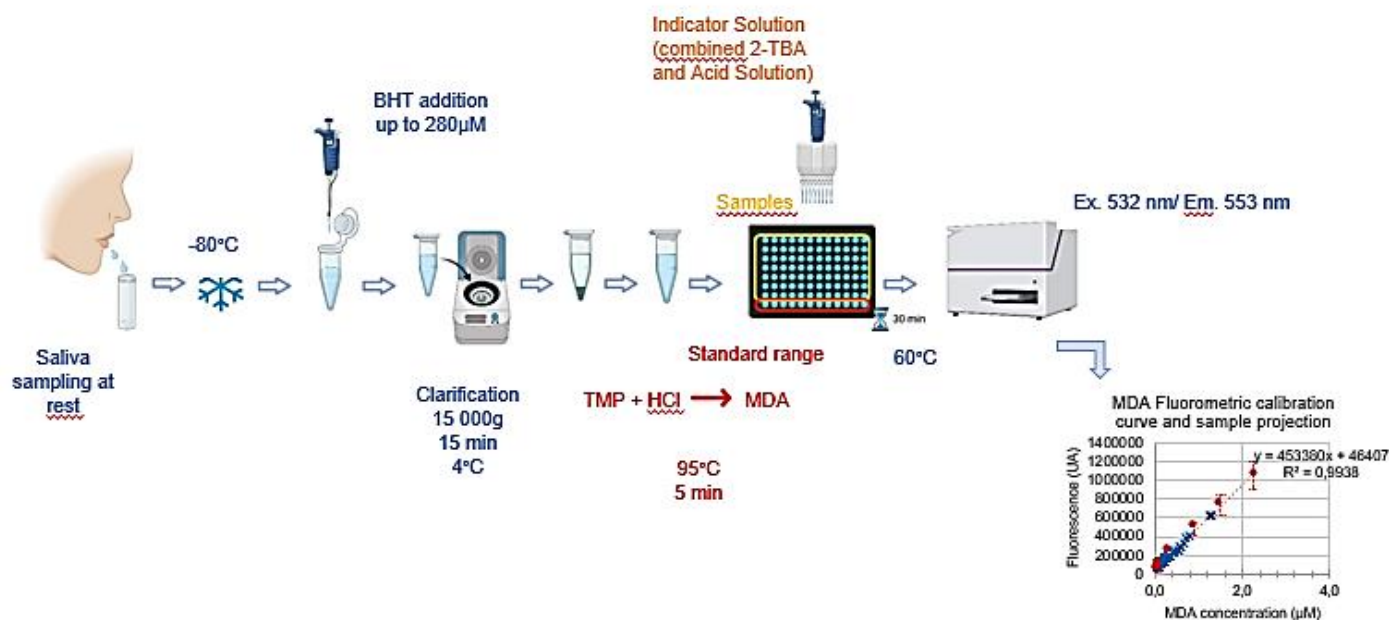 Indicator Solution
(combined 2-TBA
and Acid Solution)
BHT addition
up to 280µM
Samples
Ex. 532 nm/ Em. 553 nm
-80°C
30 min
Saliva
sampling at
rest
Clarification
15 000g
15 min
4°C
Standard range
60°C
TMP + HCl → MDA
95°C
5 min
MDA Fluorometric calibration
curve and sample projection
Fluorescence (UA)
1400000
1200000
1000000
800000
600000
400000
200000
0
y = 453380x + 46407
R² = 0,9938
0,0
2,0
4,0
MDA concentration (µM)